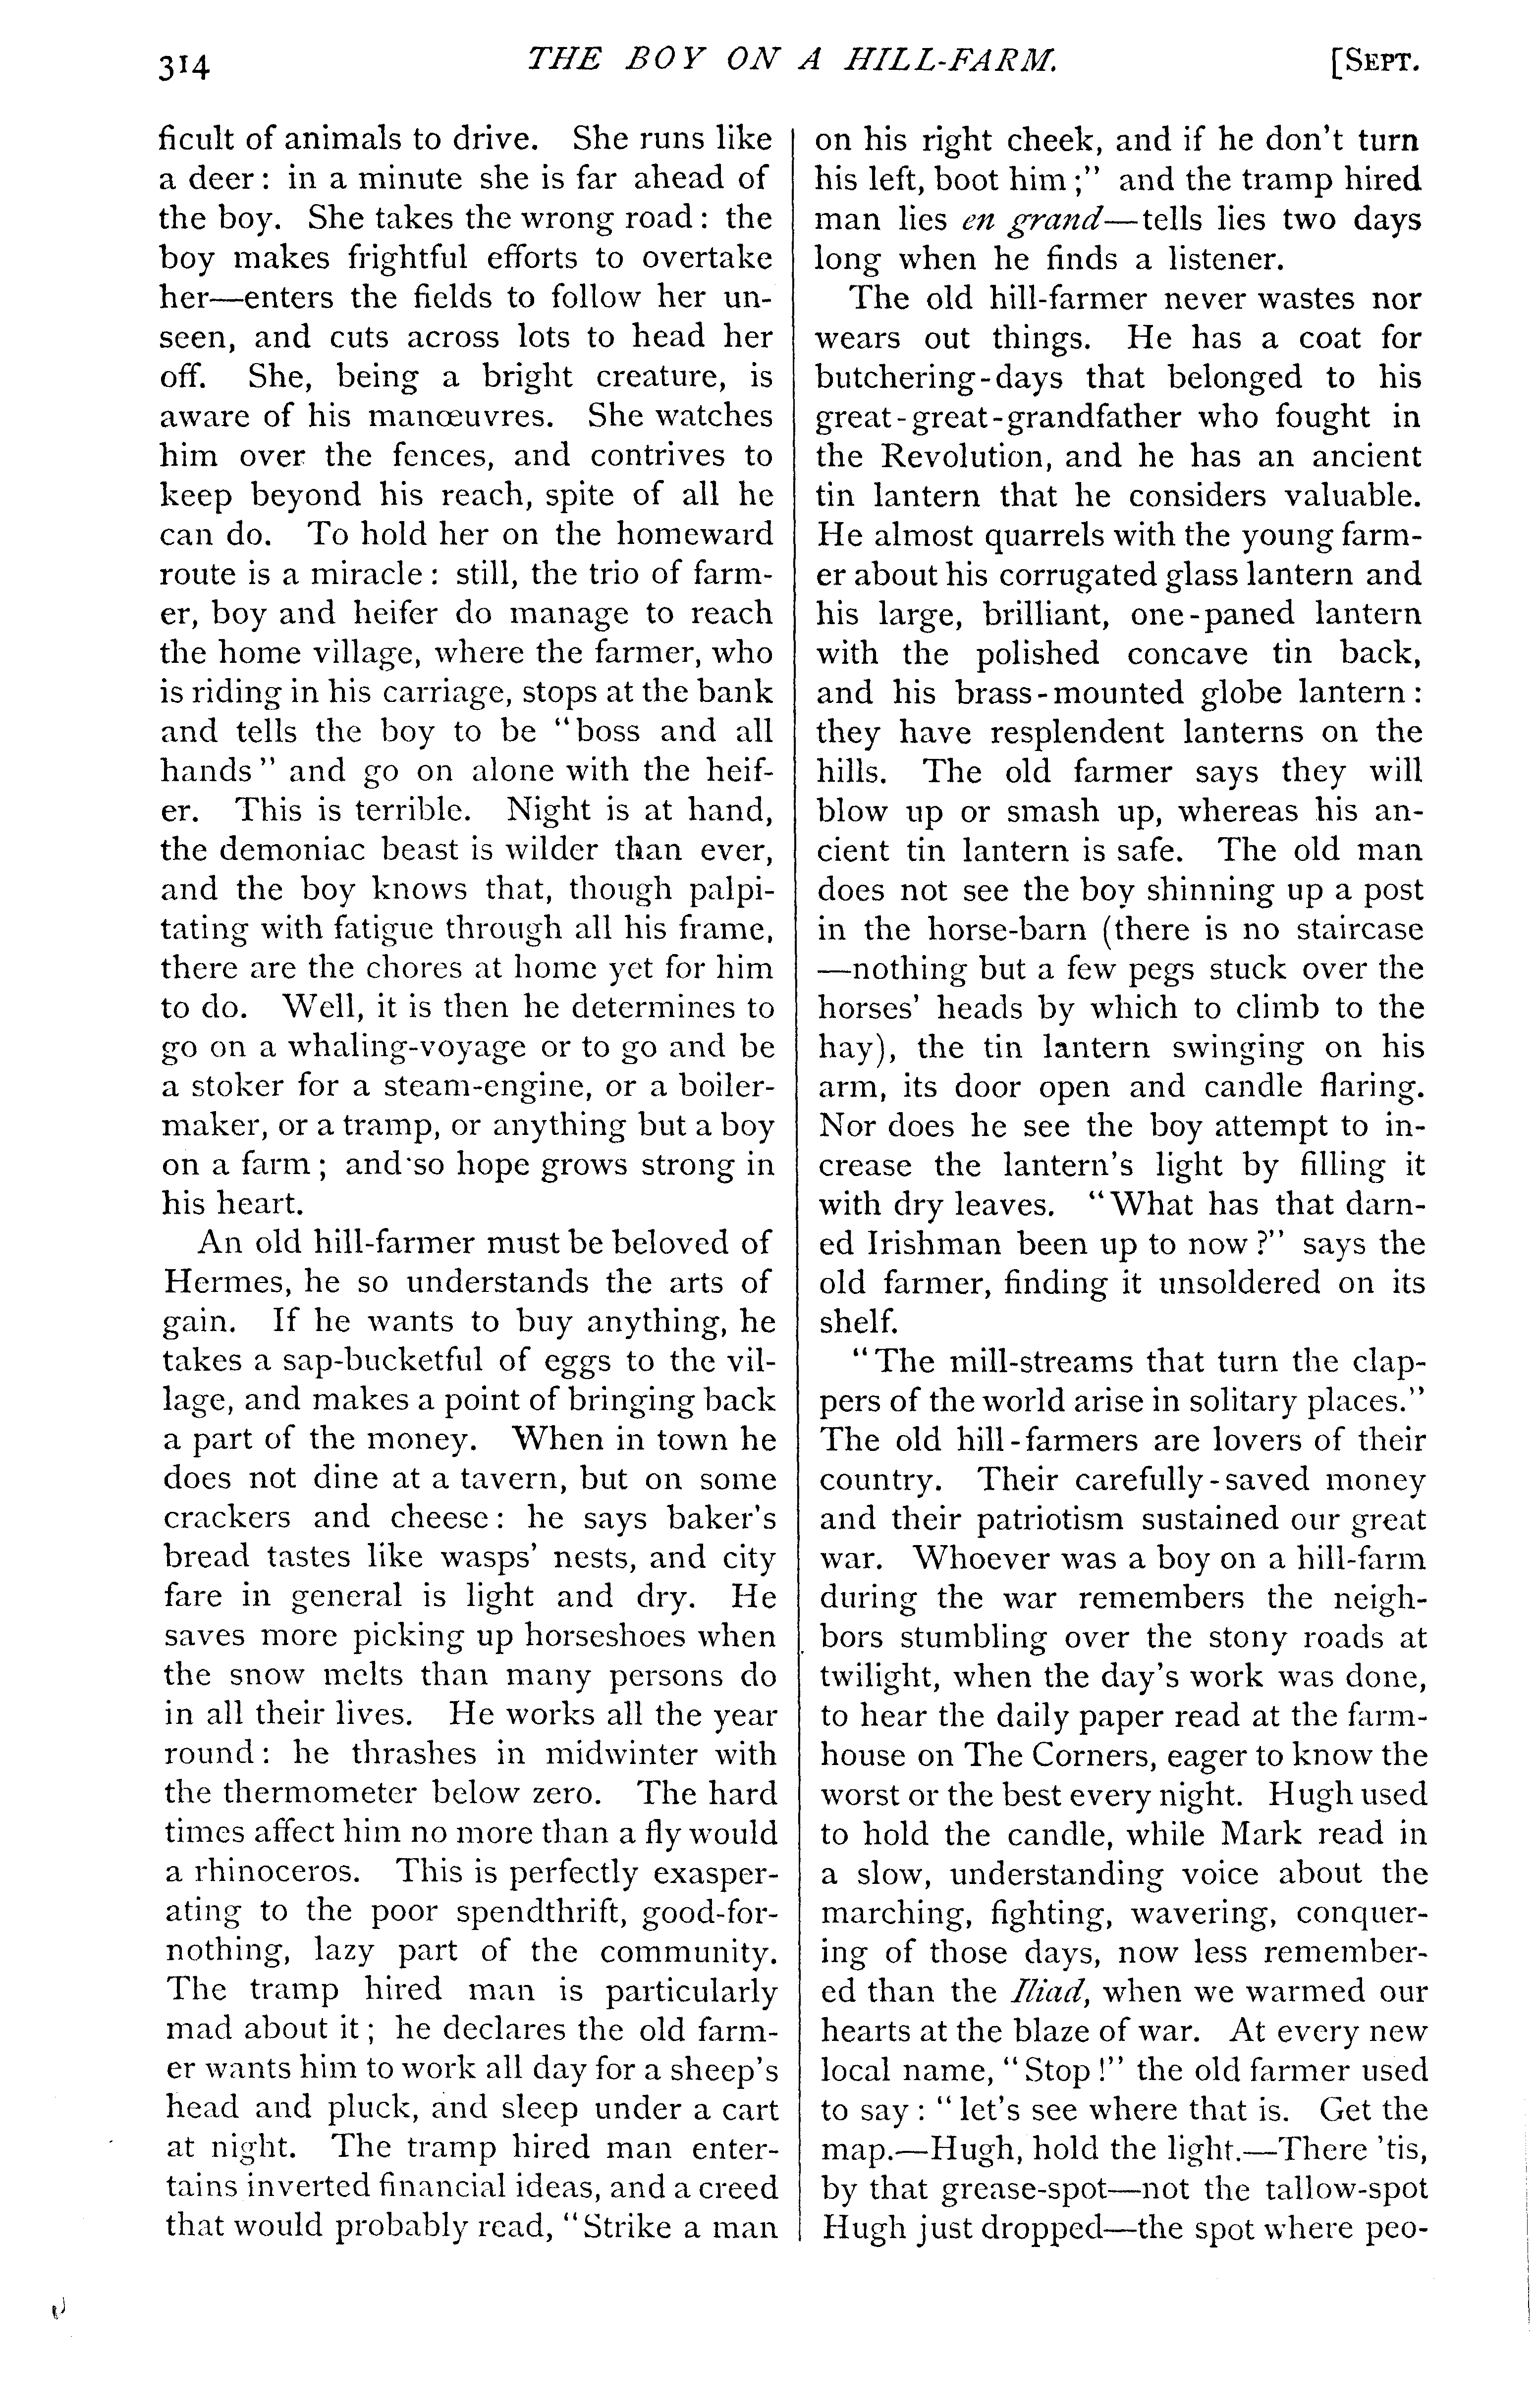 314 THE BOY ON A HILL-FARM. [SEPT.
ficult of animals to drive. She runs like
a deer: in a minute she is far ahead of
the boy. She takes the wrong road: the
boy makes frightful efforts to overtake
her—enters the fields to follow her un-
seen, and cuts across lots to head her
off. She, being a bright creature, is
aware of his manœuvres. She watches
him over the fences, and contrives to
keep beyond his reach, spite of all he
can do. To hold her on the homeward
route is a miracle: still, the trio of farm-
er, boy and heifer do manage to reach
the home village, where the farmer, who
is riding in his carriage, stops at the bank
and tells the boy to be "boss and all
hands" and go on alone with the heif-
er. This is terrible. Night is at hand,
the demoniac beast is wilder than ever,
and the boy knows that, though palpi-
tating with fatigue through all his frame,
there are the chores at home yet for him
to do. Well, it is then he determines to
go on a whaling-voyage or to go and be
a stoker for a steam-engine, or a boiler-
maker, or a tramp, or anything but a boy
on a farm; and so hope grows strong in
his heart.
An old hill-farmer must be beloved of
Hermes, he so understands the arts of
gain. If he wants to buy anything, he
takes a sap-bucketful of eggs to the vil-
lage, and makes a point of bringing back
a part of the money. When in town he
does not dine at a tavern, but on some
crackers and cheese: he says baker's
bread tastes like wasps' nests, and city
fare in general is light and dry. He
saves more picking up horseshoes when
the snow melts than many persons do
in all their lives. He works all the year
round: he thrashes in midwinter with
the thermometer below zero. The hard
times affect him no more than a fly would
a rhinoceros. This is perfectly exasper-
ating to the poor spendthrift, good-for-
nothing, lazy part of the community.
The tramp hired man is particularly
mad about it; he declares the old farm-
er wants him to work all day for a sheep's
head and pluck, and sleep under a cart
at night. The tramp hired man enter-
tains inverted financial ideas, and a creed
that would probably read, "Strike a man
on his right cheek, and if he don't turn
his left, boot him;" and the tramp hired
man lies en grand—tells lies two days
long when he finds a listener.
The old hill-farmer never wastes nor
wears out things. He has a coat for
butchering-days that belonged to his
great-great-grandfather who fought in
the Revolution, and he has an ancient
tin lantern that he considers valuable.
He almost quarrels with the young farm-
er about his corrugated glass lantern and
his large, brilliant, one-paned lantern
with the polished concave tin back,
and his brass-mounted globe lantern:
they have resplendent lanterns on the
hills. The old farmer says they will
blow up or smash up, whereas his an-
cient tin lantern is safe. The old man
does not see the boy shinning up a post
in the horse-barn (there is no staircase
—nothing but a few pegs stuck over the
horses' heads by which to climb to the
hay), the tin lantern swinging on his
arm, its door open and candle flaring.
Nor does he see the boy attempt to in-
crease the lantern's light by filling it
with dry leaves. "What has that darn-
ed Irishman been up to now?" says the
old farmer, finding it unsoldered on its
shelf.
"The mill-streams that turn the clap-
pers of the world arise in solitary places."
The old hill-farmers are lovers of their
country. Their carefully-saved money
and their patriotism sustained our great
war. Whoever was a boy on a hill-farm
during the war remembers the neigh-
bors stumbling over the stony roads at
twilight, when the day's work was done,
to hear the daily paper read at the farm-
house on The Corners, eager to know the
worst or the best every night. Hugh used
to hold the candle, while Mark read in
a slow, understanding voice about the
marching, fighting, wavering, conquer-
ing of those days, now less remember-
ed than the Iliad, when we warmed our
hearts at the blaze of war. At every new
local name, "Stop!" the old farmer used
to say: "let's see where that is. Get the
map.—Hugh, hold the light.—There 'tis,
by that grease-spot—not the tallow-spot
Hugh just dropped—the spot where peo-